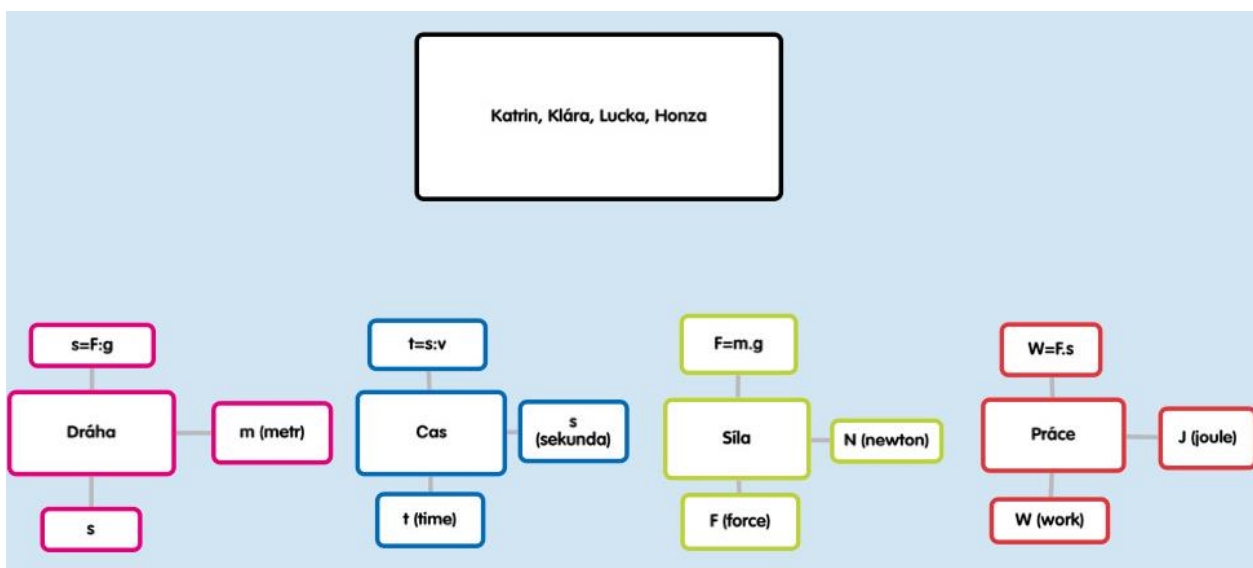 Katrin, Klára, Lucka, Honza
s=F:g
t=s:v
F=m.g
W=F.s
Dráha
m (metr)
Cas
s
(sekunda)
Síla
N (newton)
Práce
J (joule)
s
t (time)
F (force)
W (work)